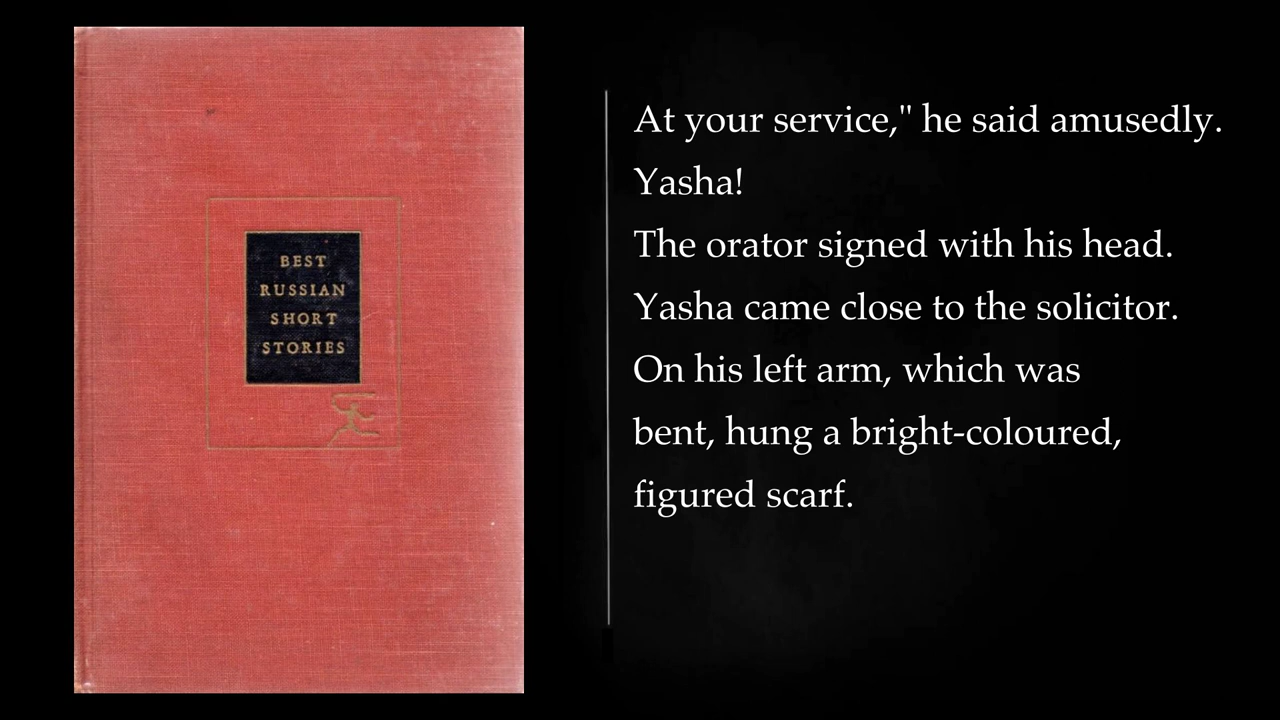 BEST
RUSSIAN
SHORT
STORIES
At your service," he said amusedly.
Yasha!
The orator signed with his head.
Yasha came close to the solicitor.
On his left arm, which was
bent, hung a bright-coloured,
figured scarf.